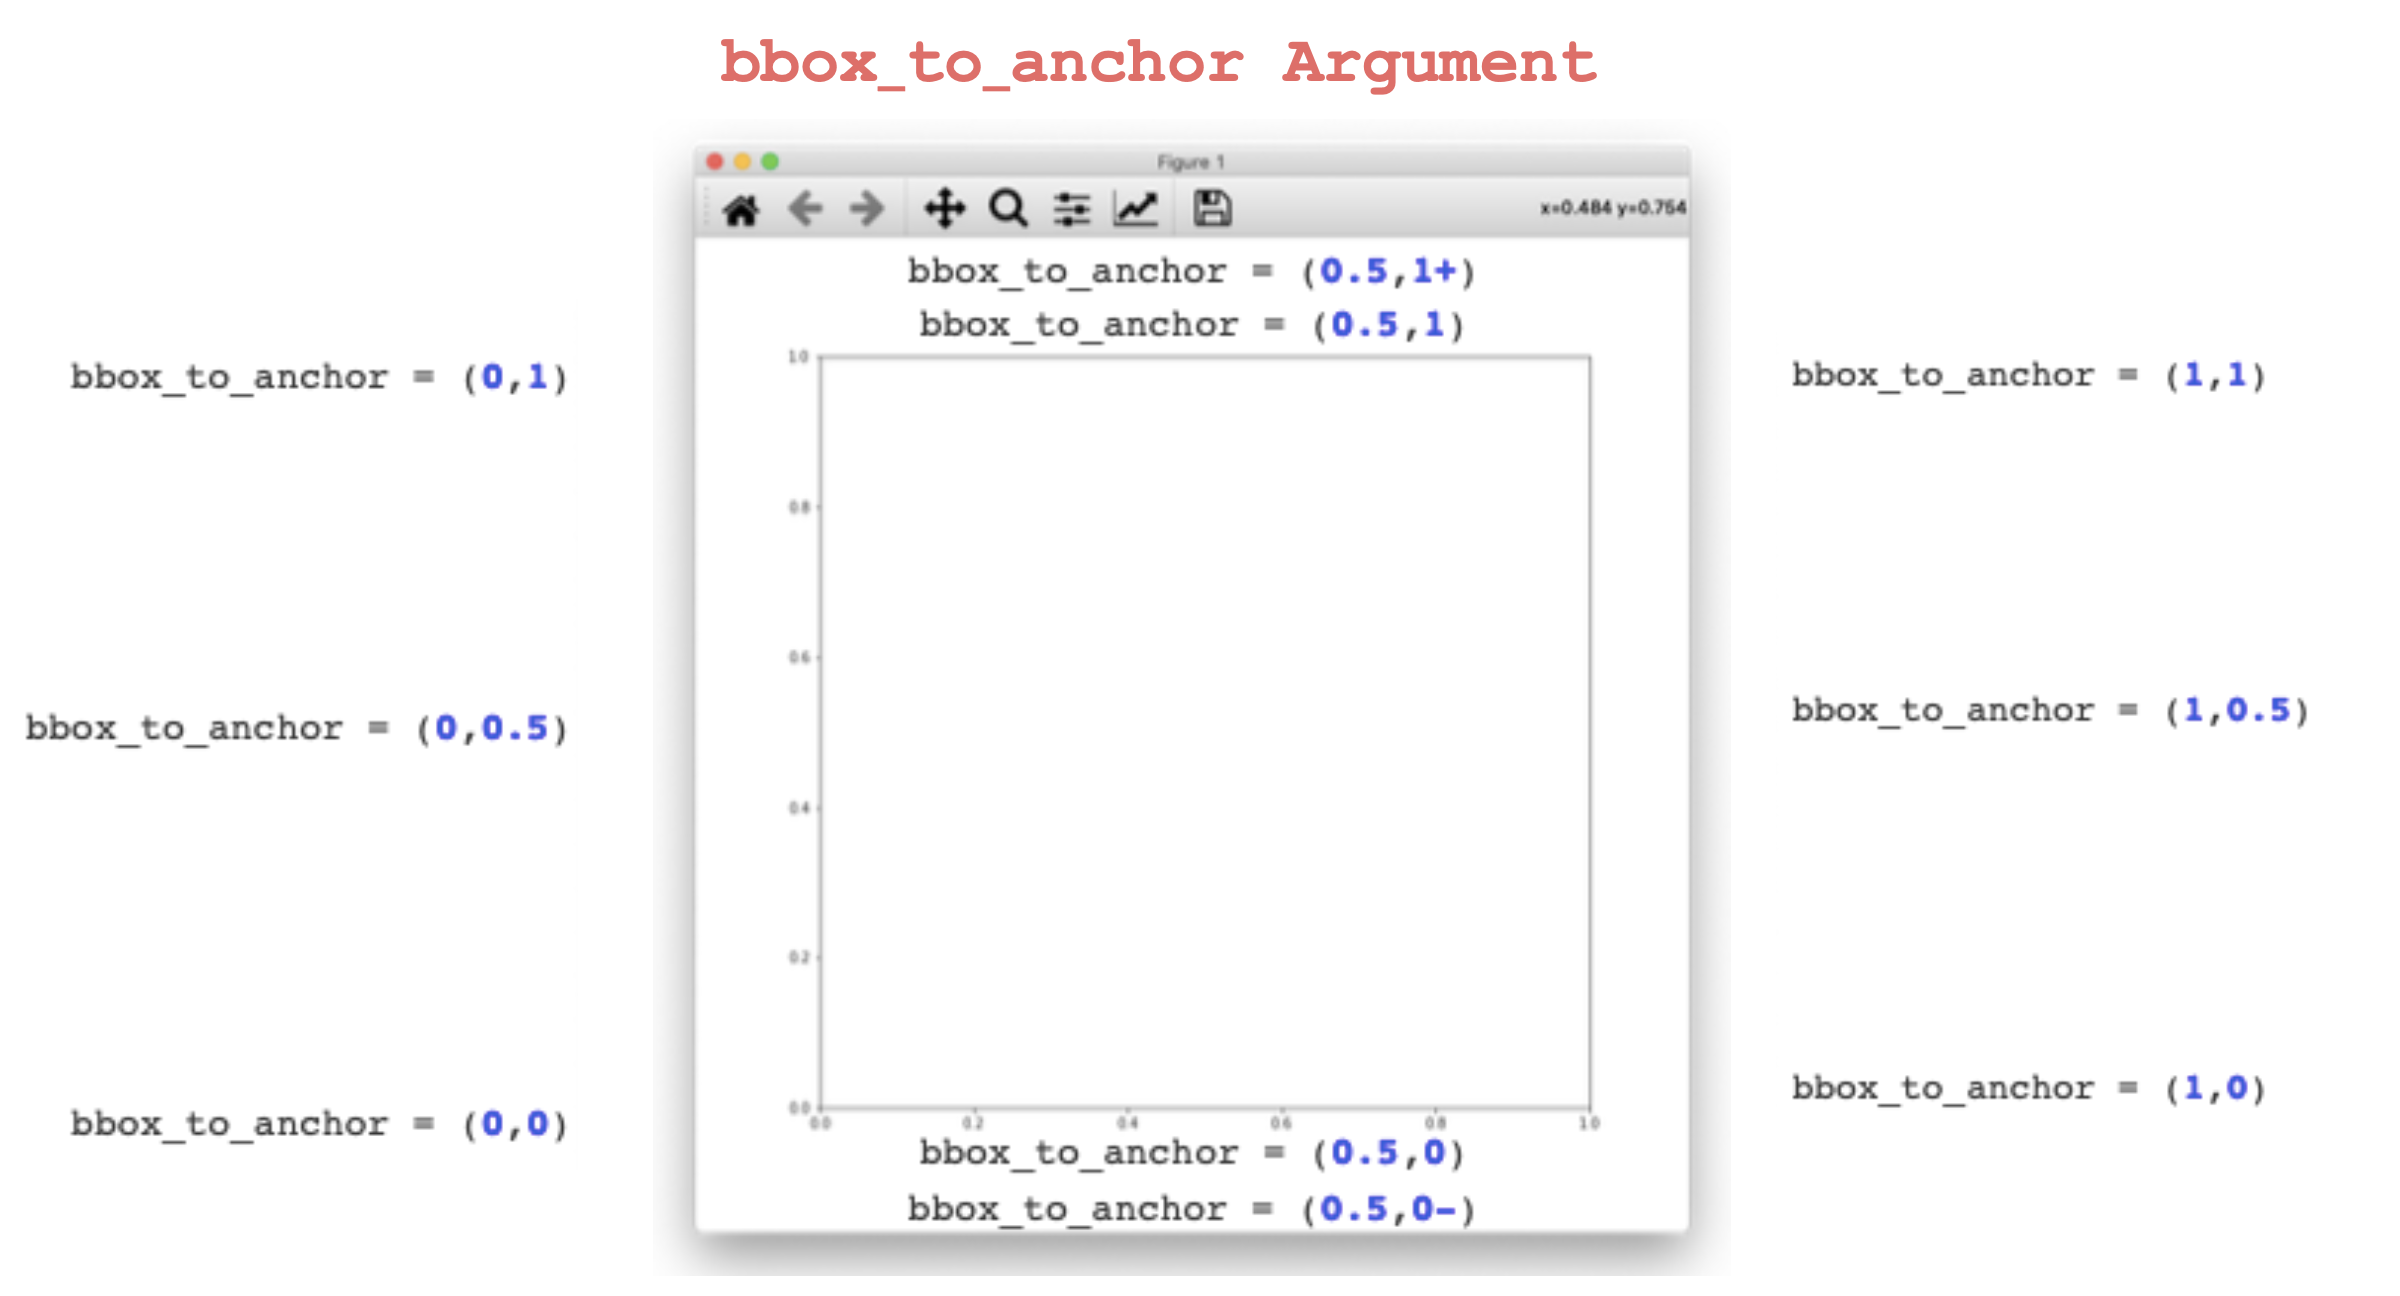 bbox_to_anchor Argument
Figure 1
x=0.484 y=0.754
bbox_to_anchor = (0.5,1+)
bbox_to_anchor = (0.5,1)
bbox_to_anchor = (0,1)
bbox_to_anchor = (1,1)
bbox_to_anchor = (0,0.5)
bbox_to_anchor = (1,0.5)
bbox_to_anchor = (0,0)
bbox_to_anchor = (1,0)
1.0
0.8
0.6
0.4
0.2
0.0
0.0 0.2 0.4 0.6 0.8 1.0
bbox_to_anchor = (0.5,0)
bbox_to_anchor = (0.5,0-)